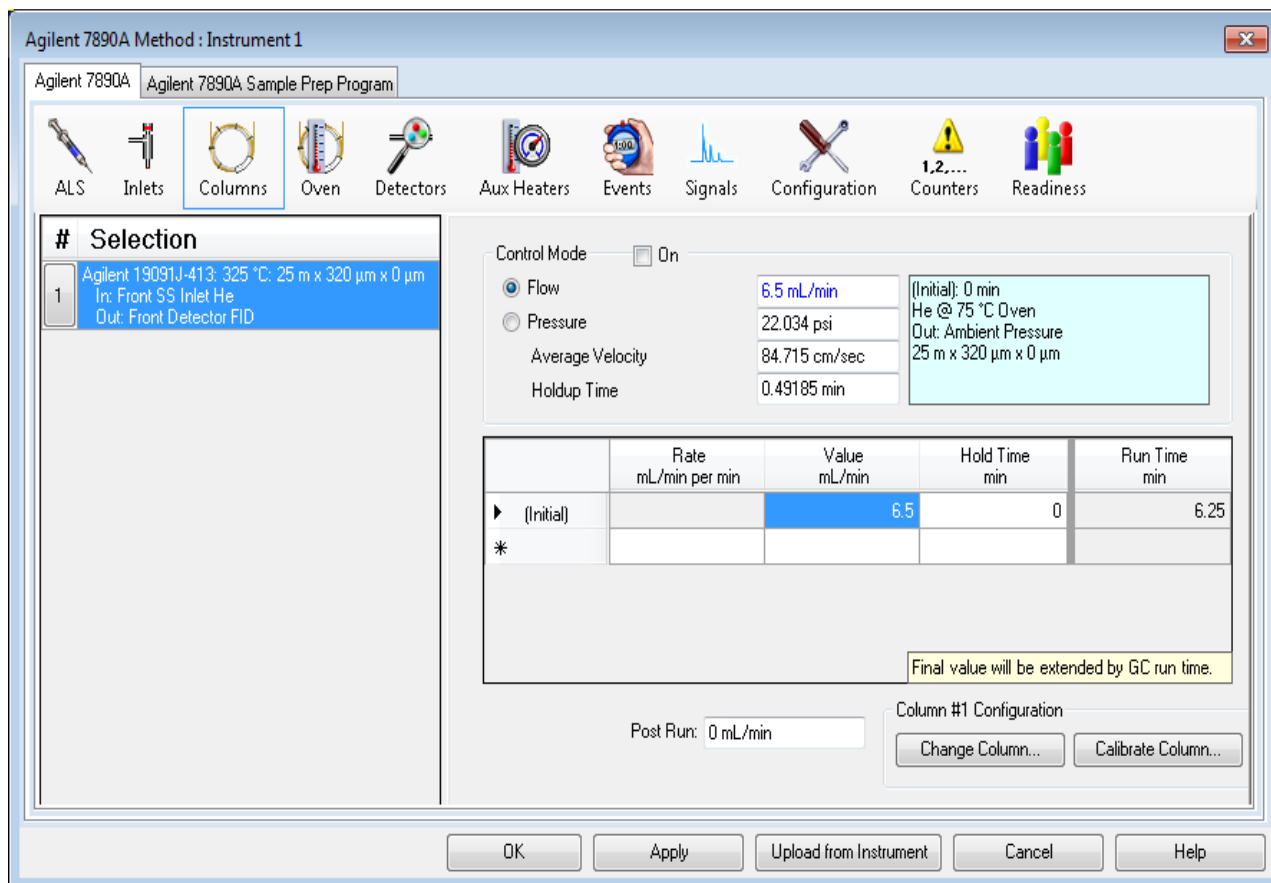 Agilent 7890A Method : Instrument 1
Agilent 7890A
Agilent 7890A Sample Prep Program
1:00
ALS
Inlets
Columns
Oven
Detectors
Aux Heaters
Events
Signals
Configuration
1,2,...
Counters
Readiness
# Selection
1
Agilent 19091J-413: 325 °C: 25 m x 320 µm x 0 µm
In: Front SS Inlet He
Out: Front Detector FID
Control Mode
On
Flow
6.5 mL/min
Pressure
22.034 psi
Average Velocity
84.715 cm/sec
Holdup Time
0.49185 min
(Initial): 0 min
He @ 75 °C Oven
Out: Ambient Pressure
25 m x 320 µm x 0 µm
Rate
mL/min per min
Value
mL/min
Hold Time
min
Run Time
min
(Initial)
6.5
0
6.25
Final value will be extended by GC run time.
Post Run: 0 mL/min
Column #1 Configuration
Change Column...
Calibrate Column...
OK
Apply
Upload from Instrument
Cancel
Help